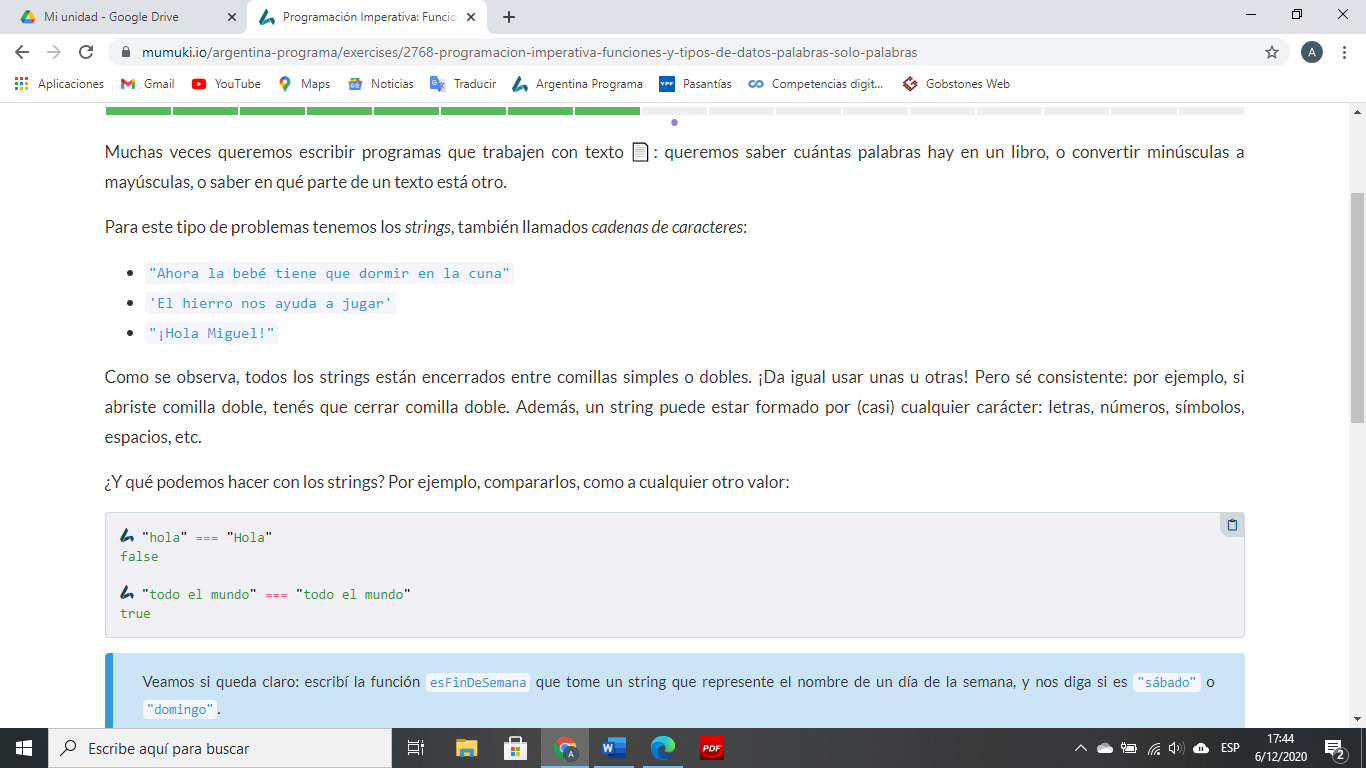 Mi unidad - Google Drive
Programación Imperativa: Funcio
mumuki.io/argentina-programa/exercises/2768-programacion-imperativa-funciones-y-tipos-de-datos-palabras-solo-palabras
A
Aplicaciones Gmail YouTube Maps Noticias Traducir Argentina Programa YPF Pasantías Competencias digit... Gobstones Web
Muchas veces queremos escribir programas que trabajen con texto : queremos saber cuántas palabras hay en un libro, o convertir minúsculas a
mayúsculas, o saber en qué parte de un texto está otro.
Para este tipo de problemas tenemos los strings, también llamados cadenas de caracteres:
"Ahora la bebé tiene que dormir en la cuna"
'El hierro nos ayuda a jugar'
"¡Hola Miguel!"
Como se observa, todos los strings están encerrados entre comillas simples o dobles. ¡Da igual usar unas u otras! Pero sé consistente: por ejemplo, si
abriste comilla doble, tenés que cerrar comilla doble. Además, un string puede estar formado por (casi) cualquier carácter: letras, números, símbolos,
espacios, etc.
¿Y qué podemos hacer con los strings? Por ejemplo, compararlos, como a cualquier otro valor:
"hola" === "Hola"
false
"todo el mundo" === "todo el mundo"
true
Veamos si queda claro: escribí la función esFinDeSemana que tome un string que represente el nombre de un día de la semana, y nos diga si es "sábado" o
"domingo".
Escribe aquí para buscar
A
W
PDF
ESP
17:44
6/12/2020
2